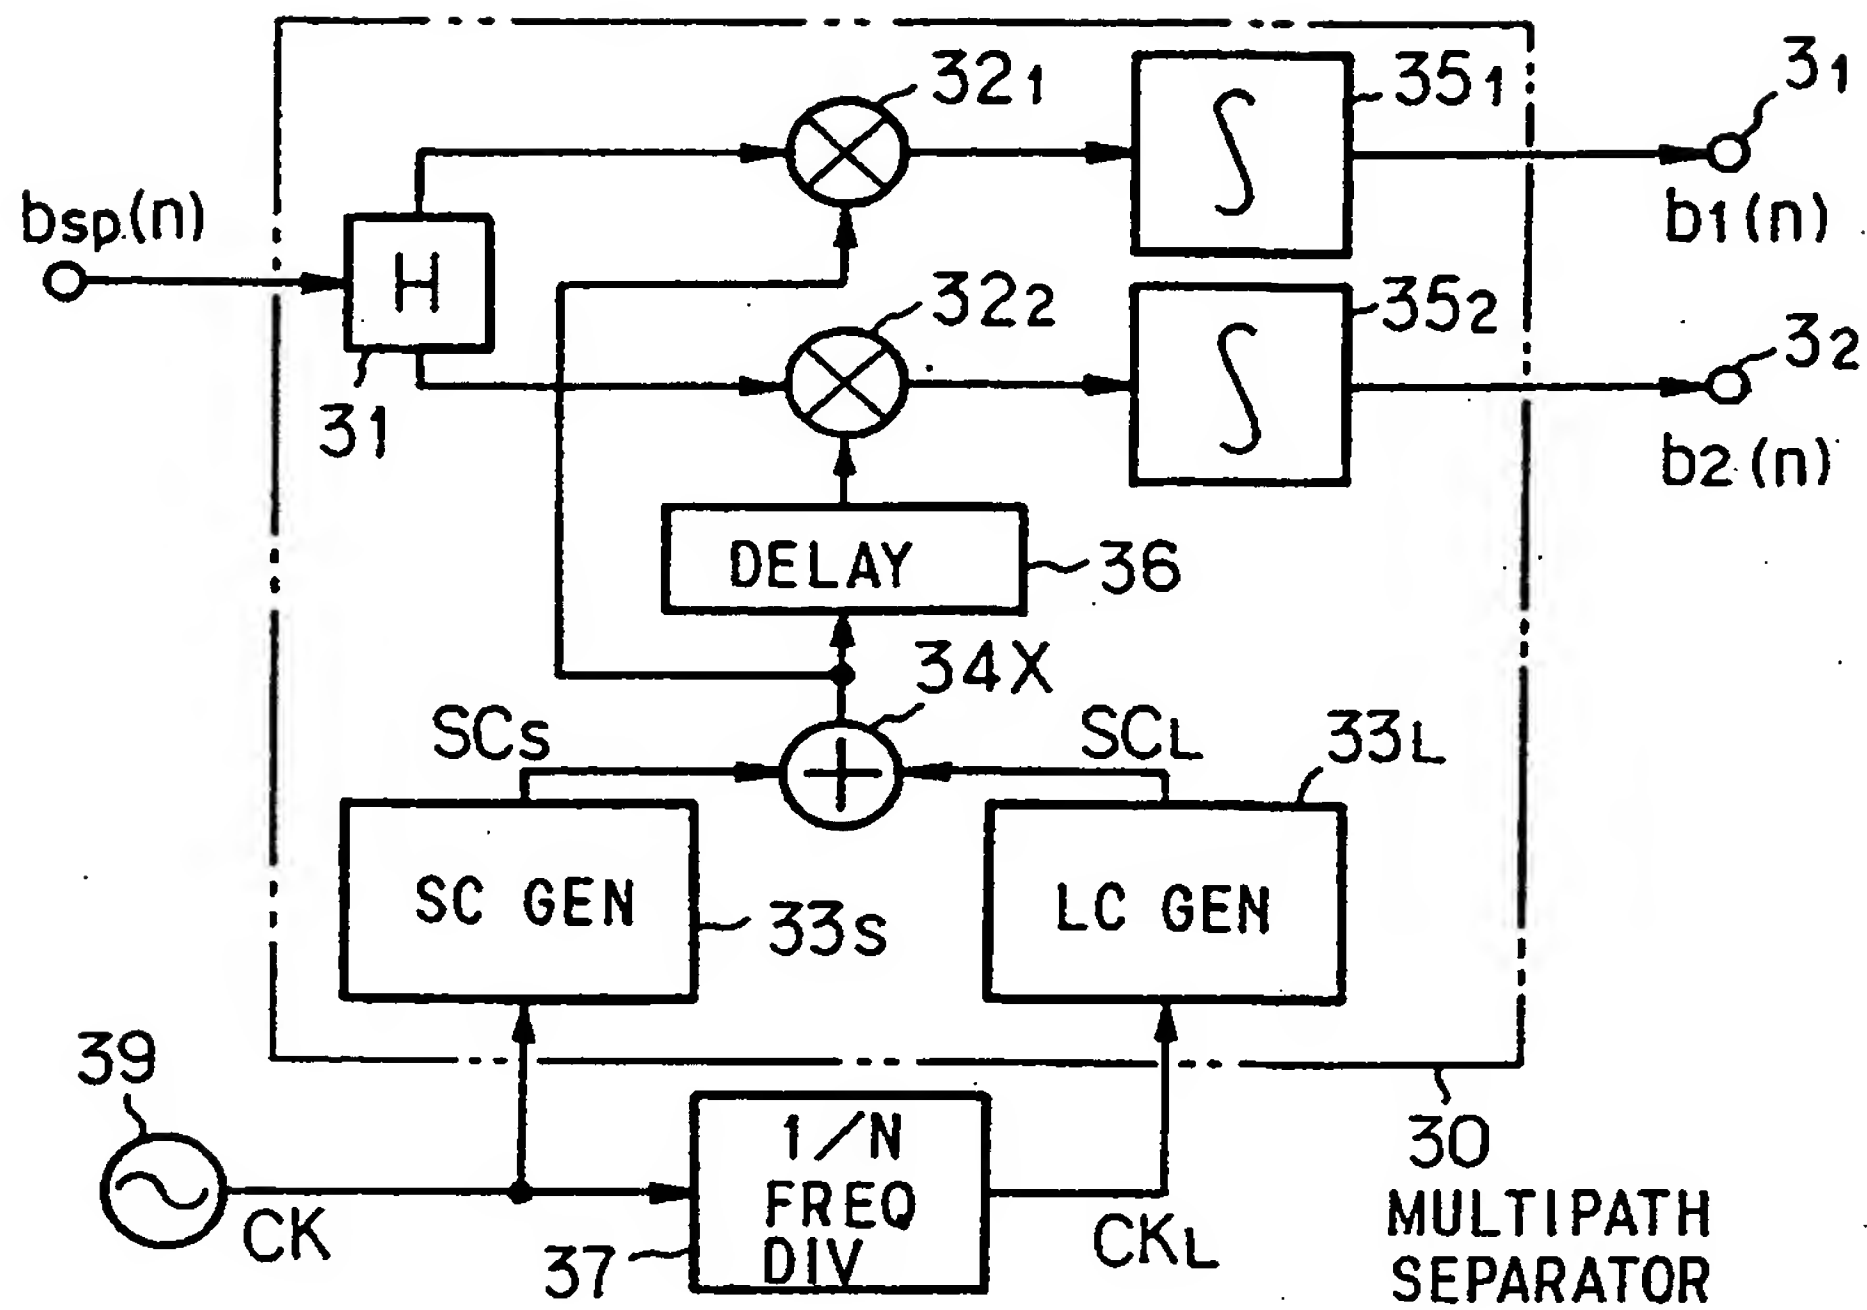 32₁
35₁
3₁
∫
b₁(n)
bsp.(n)
H
31
32₂
35₂
3₂
∫
b₂(n)
DELAY
36
34X
SCs
SCL
33L
SC GEN
33s
LC GEN
39
CK
1/N
FREQ
DIV
37
CKL
30
MULTIPATH
SEPARATOR